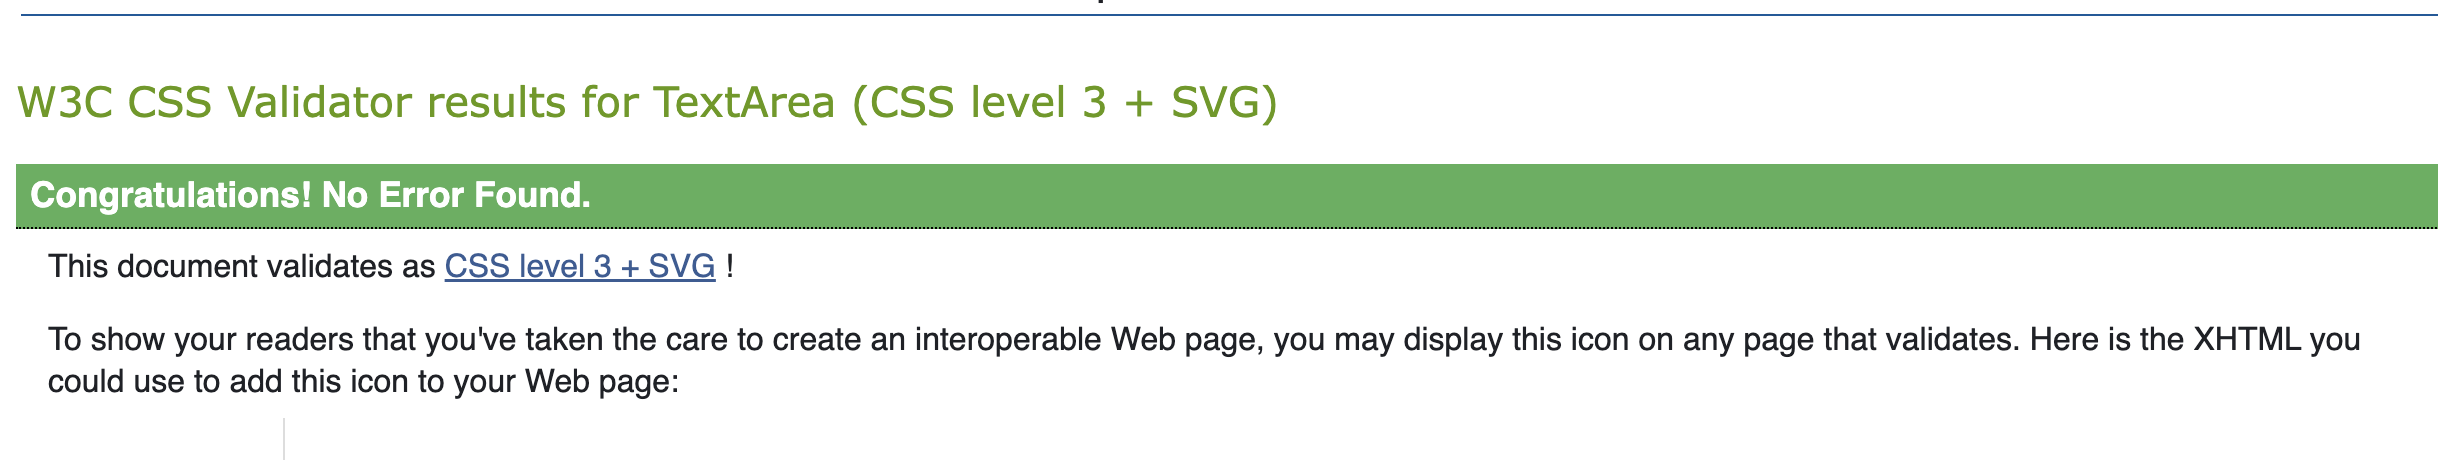 W3C CSS Validator results for TextArea (CSS level 3 + SVG)
Congratulations! No Error Found.
This document validates as CSS level 3 + SVG !
To show your readers that you've taken the care to create an interoperable Web page, you may display this icon on any page that validates. Here is the XHTML you
could use to add this icon to your Web page: